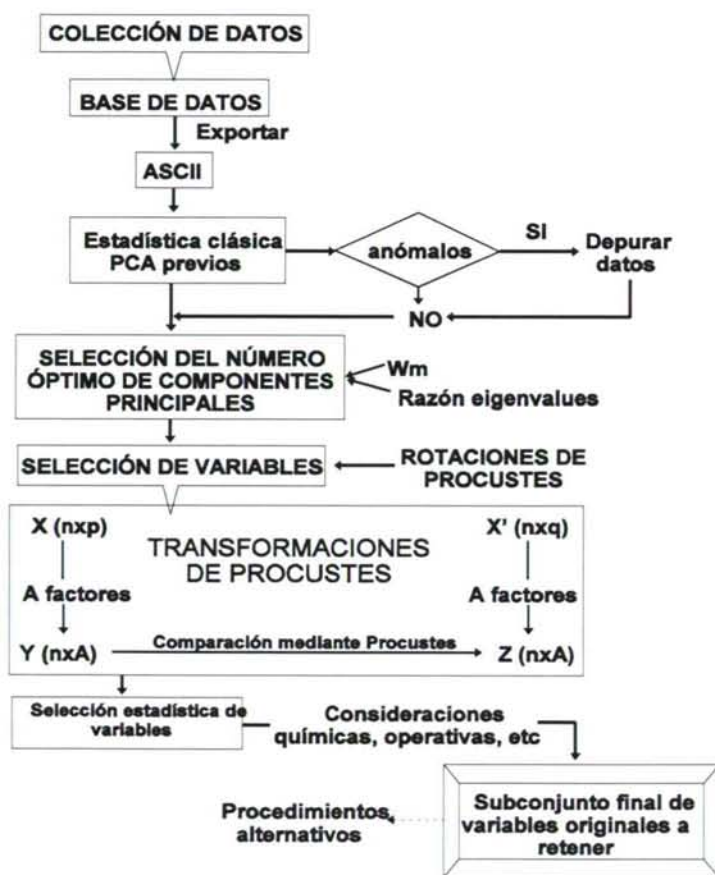 COLECCIÓN DE DATOS
BASE DE DATOS
Exportar
ASCII
Estadística clásica
PCA previos
anómalos
SI
Depurar
datos
NO
SELECCIÓN DEL NÚMERO
ÓPTIMO DE COMPONENTES
PRINCIPALES
Wm
Razón eigenvalues
SELECCIÓN DE VARIABLES
ROTACIONES DE
PROCUSTES
X (nxp)
TRANSFORMACIONES
DE PROCUSTES
X' (nxq)
A factores
A factores
Y (nxA)
Comparación mediante Procustes
Z (nxA)
Selección estadística de
variables
Consideraciones
químicas, operativas, etc
Procedimientos
alternativos
Subconjunto final de
variables originales a
retener